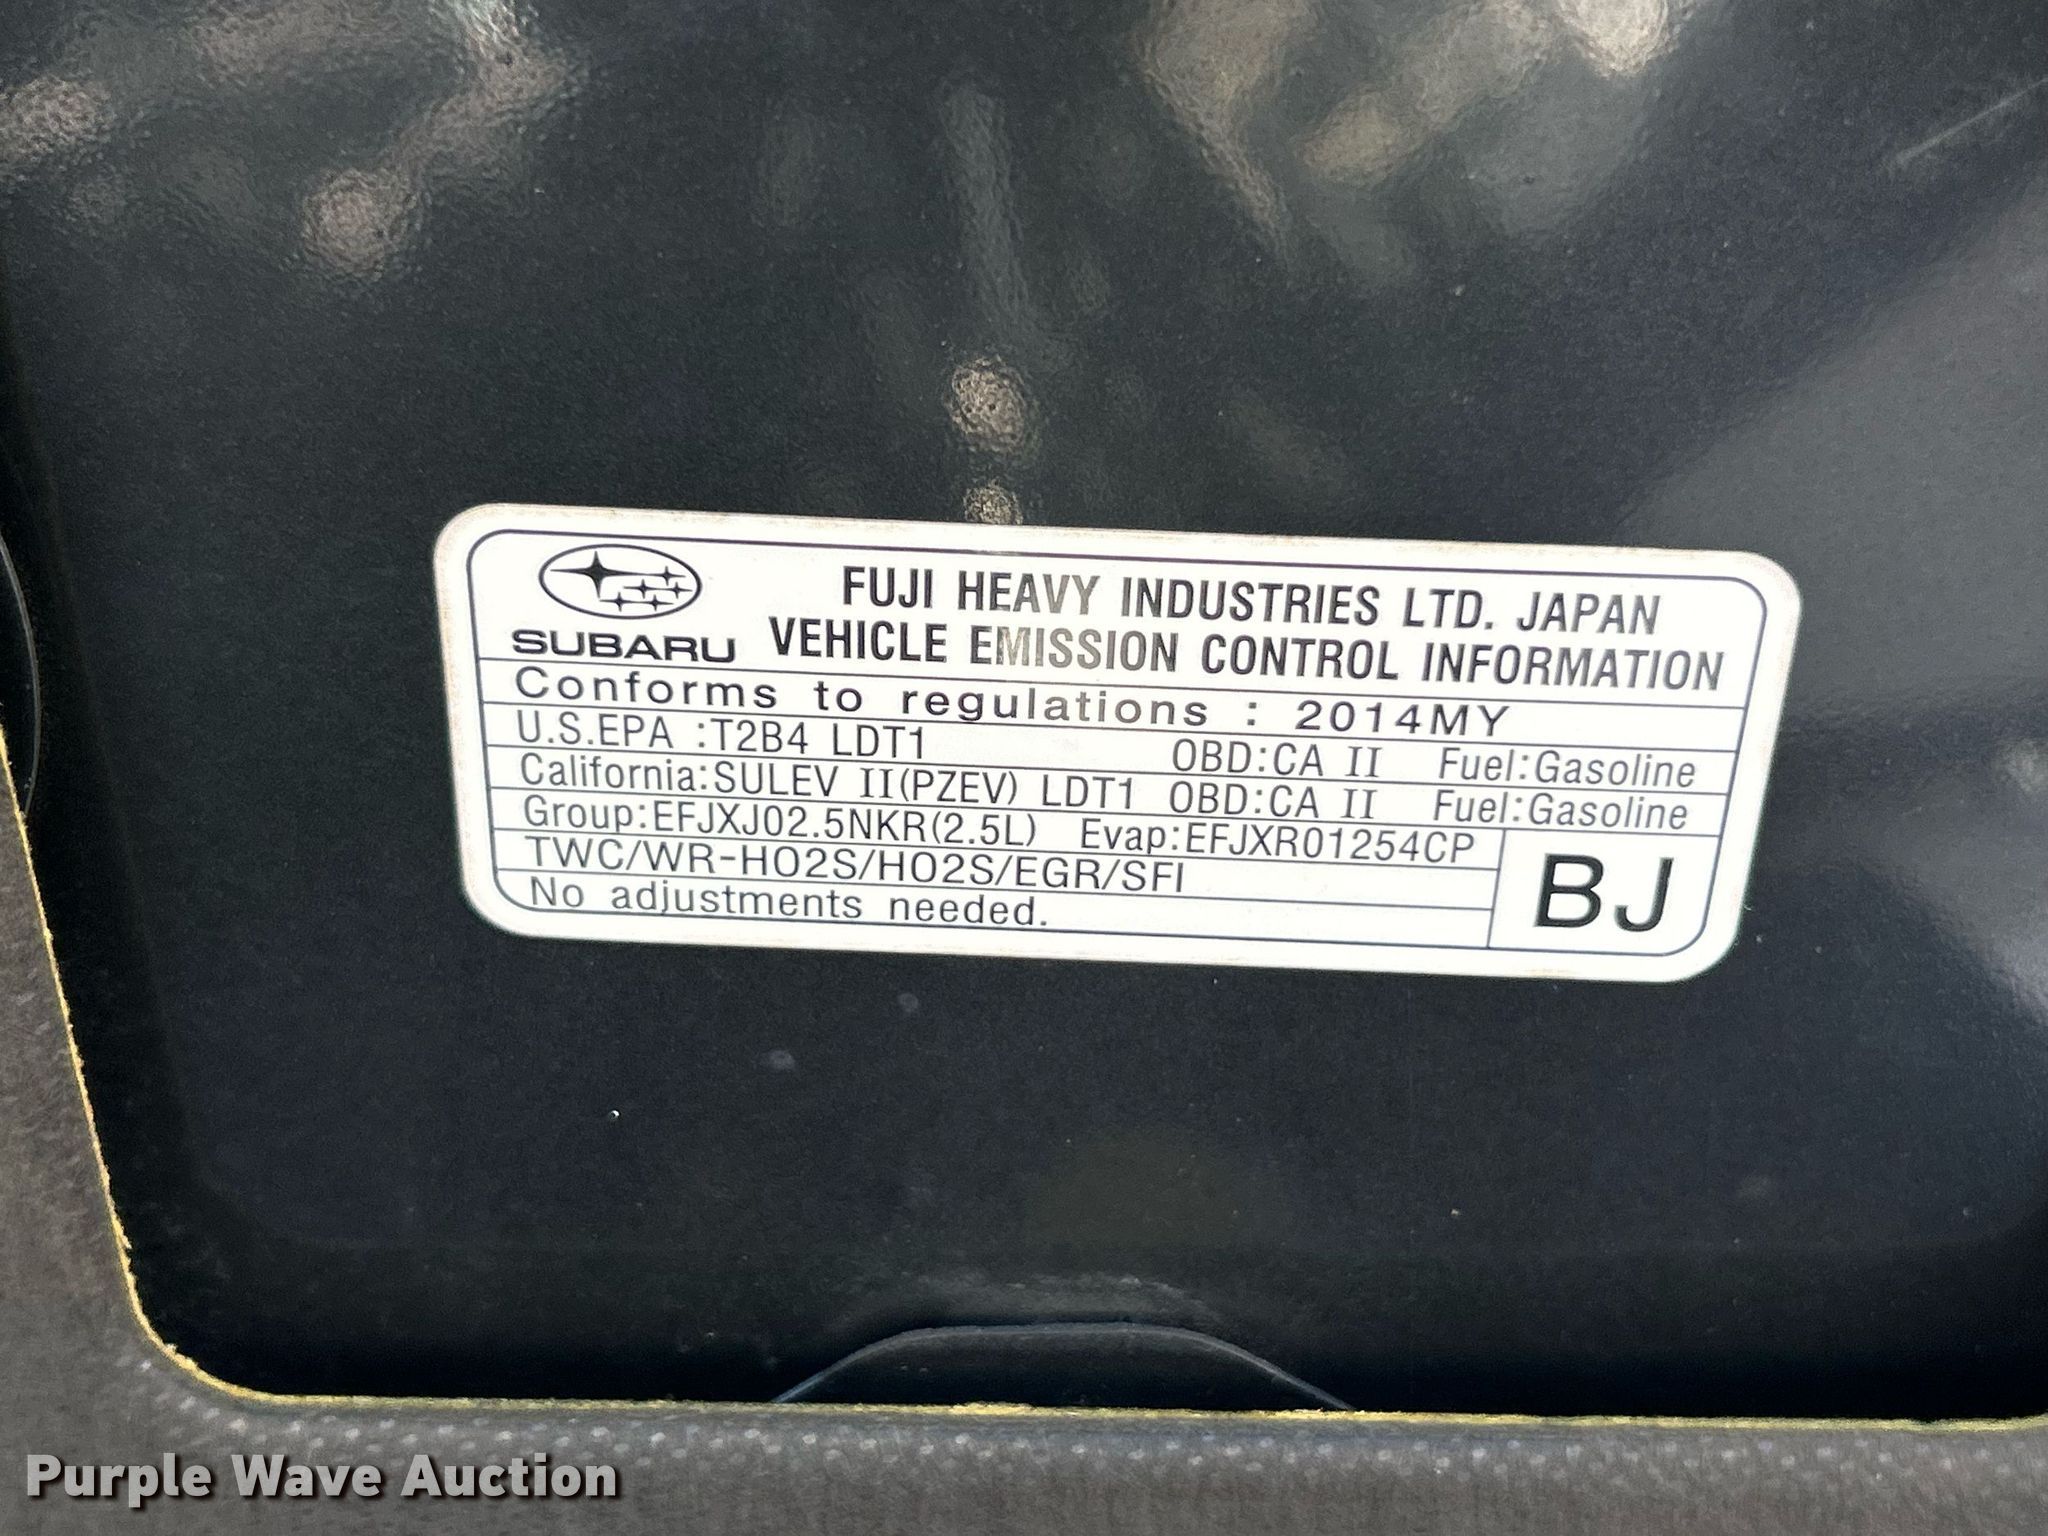 FUJI HEAVY INDUSTRIES LTD. JAPAN
SUBARU VEHICLE EMISSION CONTROL INFORMATION
Conforms to regulations : 2014MY
U.S.EPA :T2B4 LDT1 OBD:CA II Fuel:Gasoline
California:SULEV II(PZEV) LDT1 OBD:CA II Fuel:Gasoline
Group:EFJXJ02.5NKR(2.5L) Evap:EFJXR01254CP
TWC/WR-HO2S/HO2S/EGR/SFI
No adjustments needed.
BJ
Purple Wave Auction